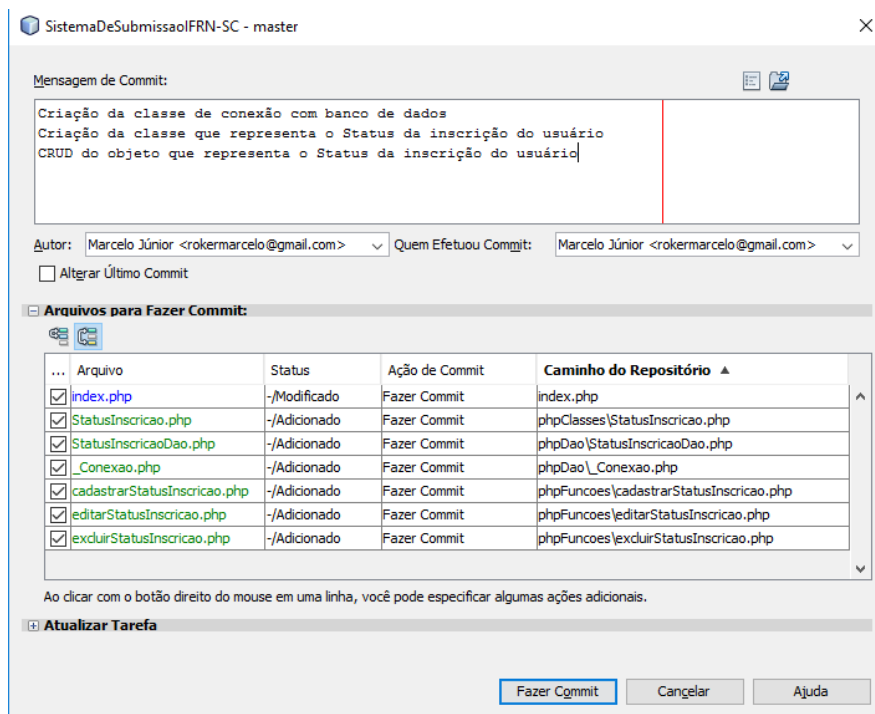 SistemaDeSubmissaoIFRN-SC - master
Mensagem de Commit:
Criação da classe de conexão com banco de dados
Criação da classe que representa o Status da inscrição do usuário
CRUD do objeto que representa o Status da inscrição do usuário
Autor: Marcelo Júnior <rokermarcelo@gmail.com> Quem Efetuou Commit: Marcelo Júnior <rokermarcelo@gmail.com>
Alterar Último Commit
Arquivos para Fazer Commit:
... Arquivo Status Ação de Commit Caminho do Repositório
index.php -/Modificado Fazer Commit index.php
StatusInscricao.php -/Adicionado Fazer Commit phpClasses\StatusInscricao.php
StatusInscricaoDao.php -/Adicionado Fazer Commit phpDao\StatusInscricaoDao.php
_Conexao.php -/Adicionado Fazer Commit phpDao\_Conexao.php
cadastrarStatusInscricao.php -/Adicionado Fazer Commit phpFuncoes\cadastrarStatusInscricao.php
editarStatusInscricao.php -/Adicionado Fazer Commit phpFuncoes\editarStatusInscricao.php
excluirStatusInscricao.php -/Adicionado Fazer Commit phpFuncoes\excluirStatusInscricao.php
Ao clicar com o botão direito do mouse em uma linha, você pode especificar algumas ações adicionais.
Atualizar Tarefa
Fazer Commit Cancelar Ajuda